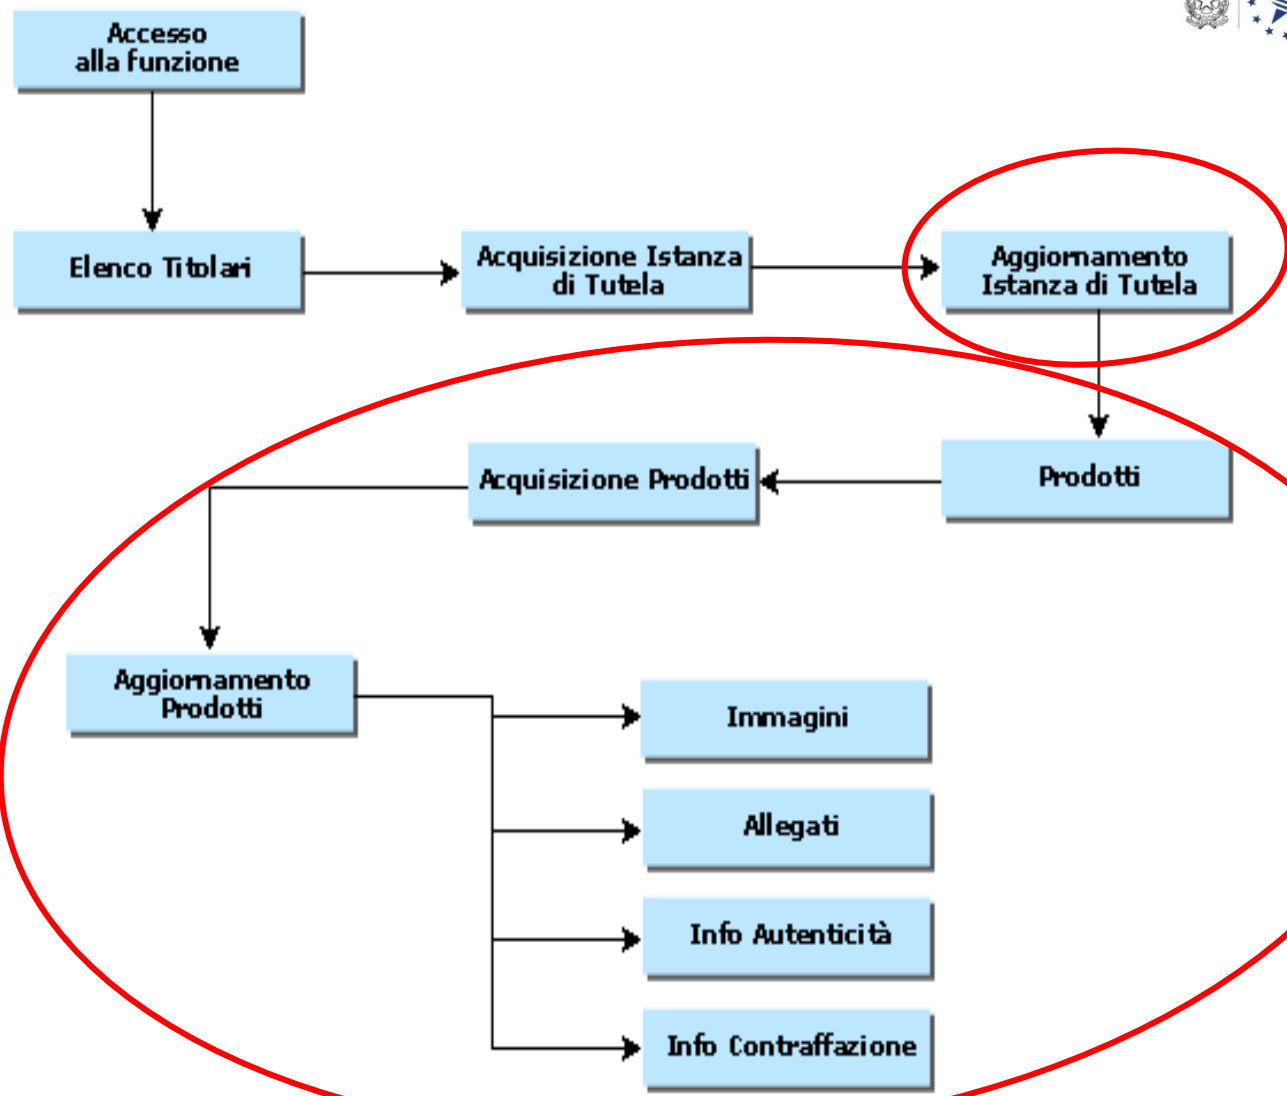 Accesso
alla funzione
Elenco Titolari
Acquisizione Istanza
di Tutela
Aggiornamento
Istanza di Tutela
Acquisizione Prodotti
Prodotti
Aggiornamento
Prodotti
Immagini
Allegati
Info Autenticità
Info Contraffazione